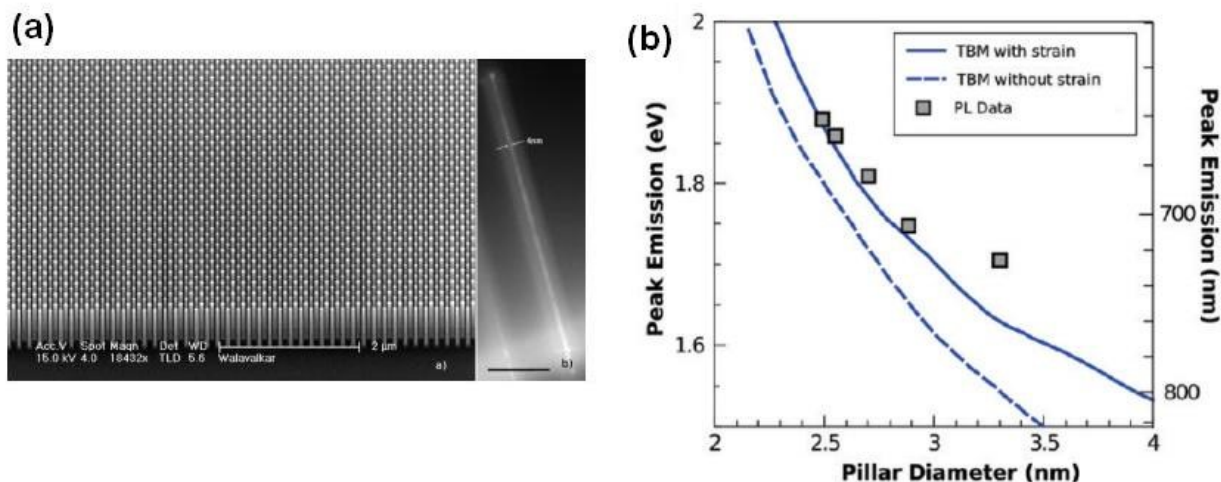 (a)
4nm
Acc.V Spot Magn Det WD
15.0 kV 4.0 18432x TLD 5.6 Walavalkar
2 µm
a)
b)
(b)
TBM with strain
TBM without strain
PL Data
Peak Emission (eV)
2
1.8
1.6
2
2.5
3
3.5
4
Pillar Diameter (nm)
700
800
Peak Emission (nm)